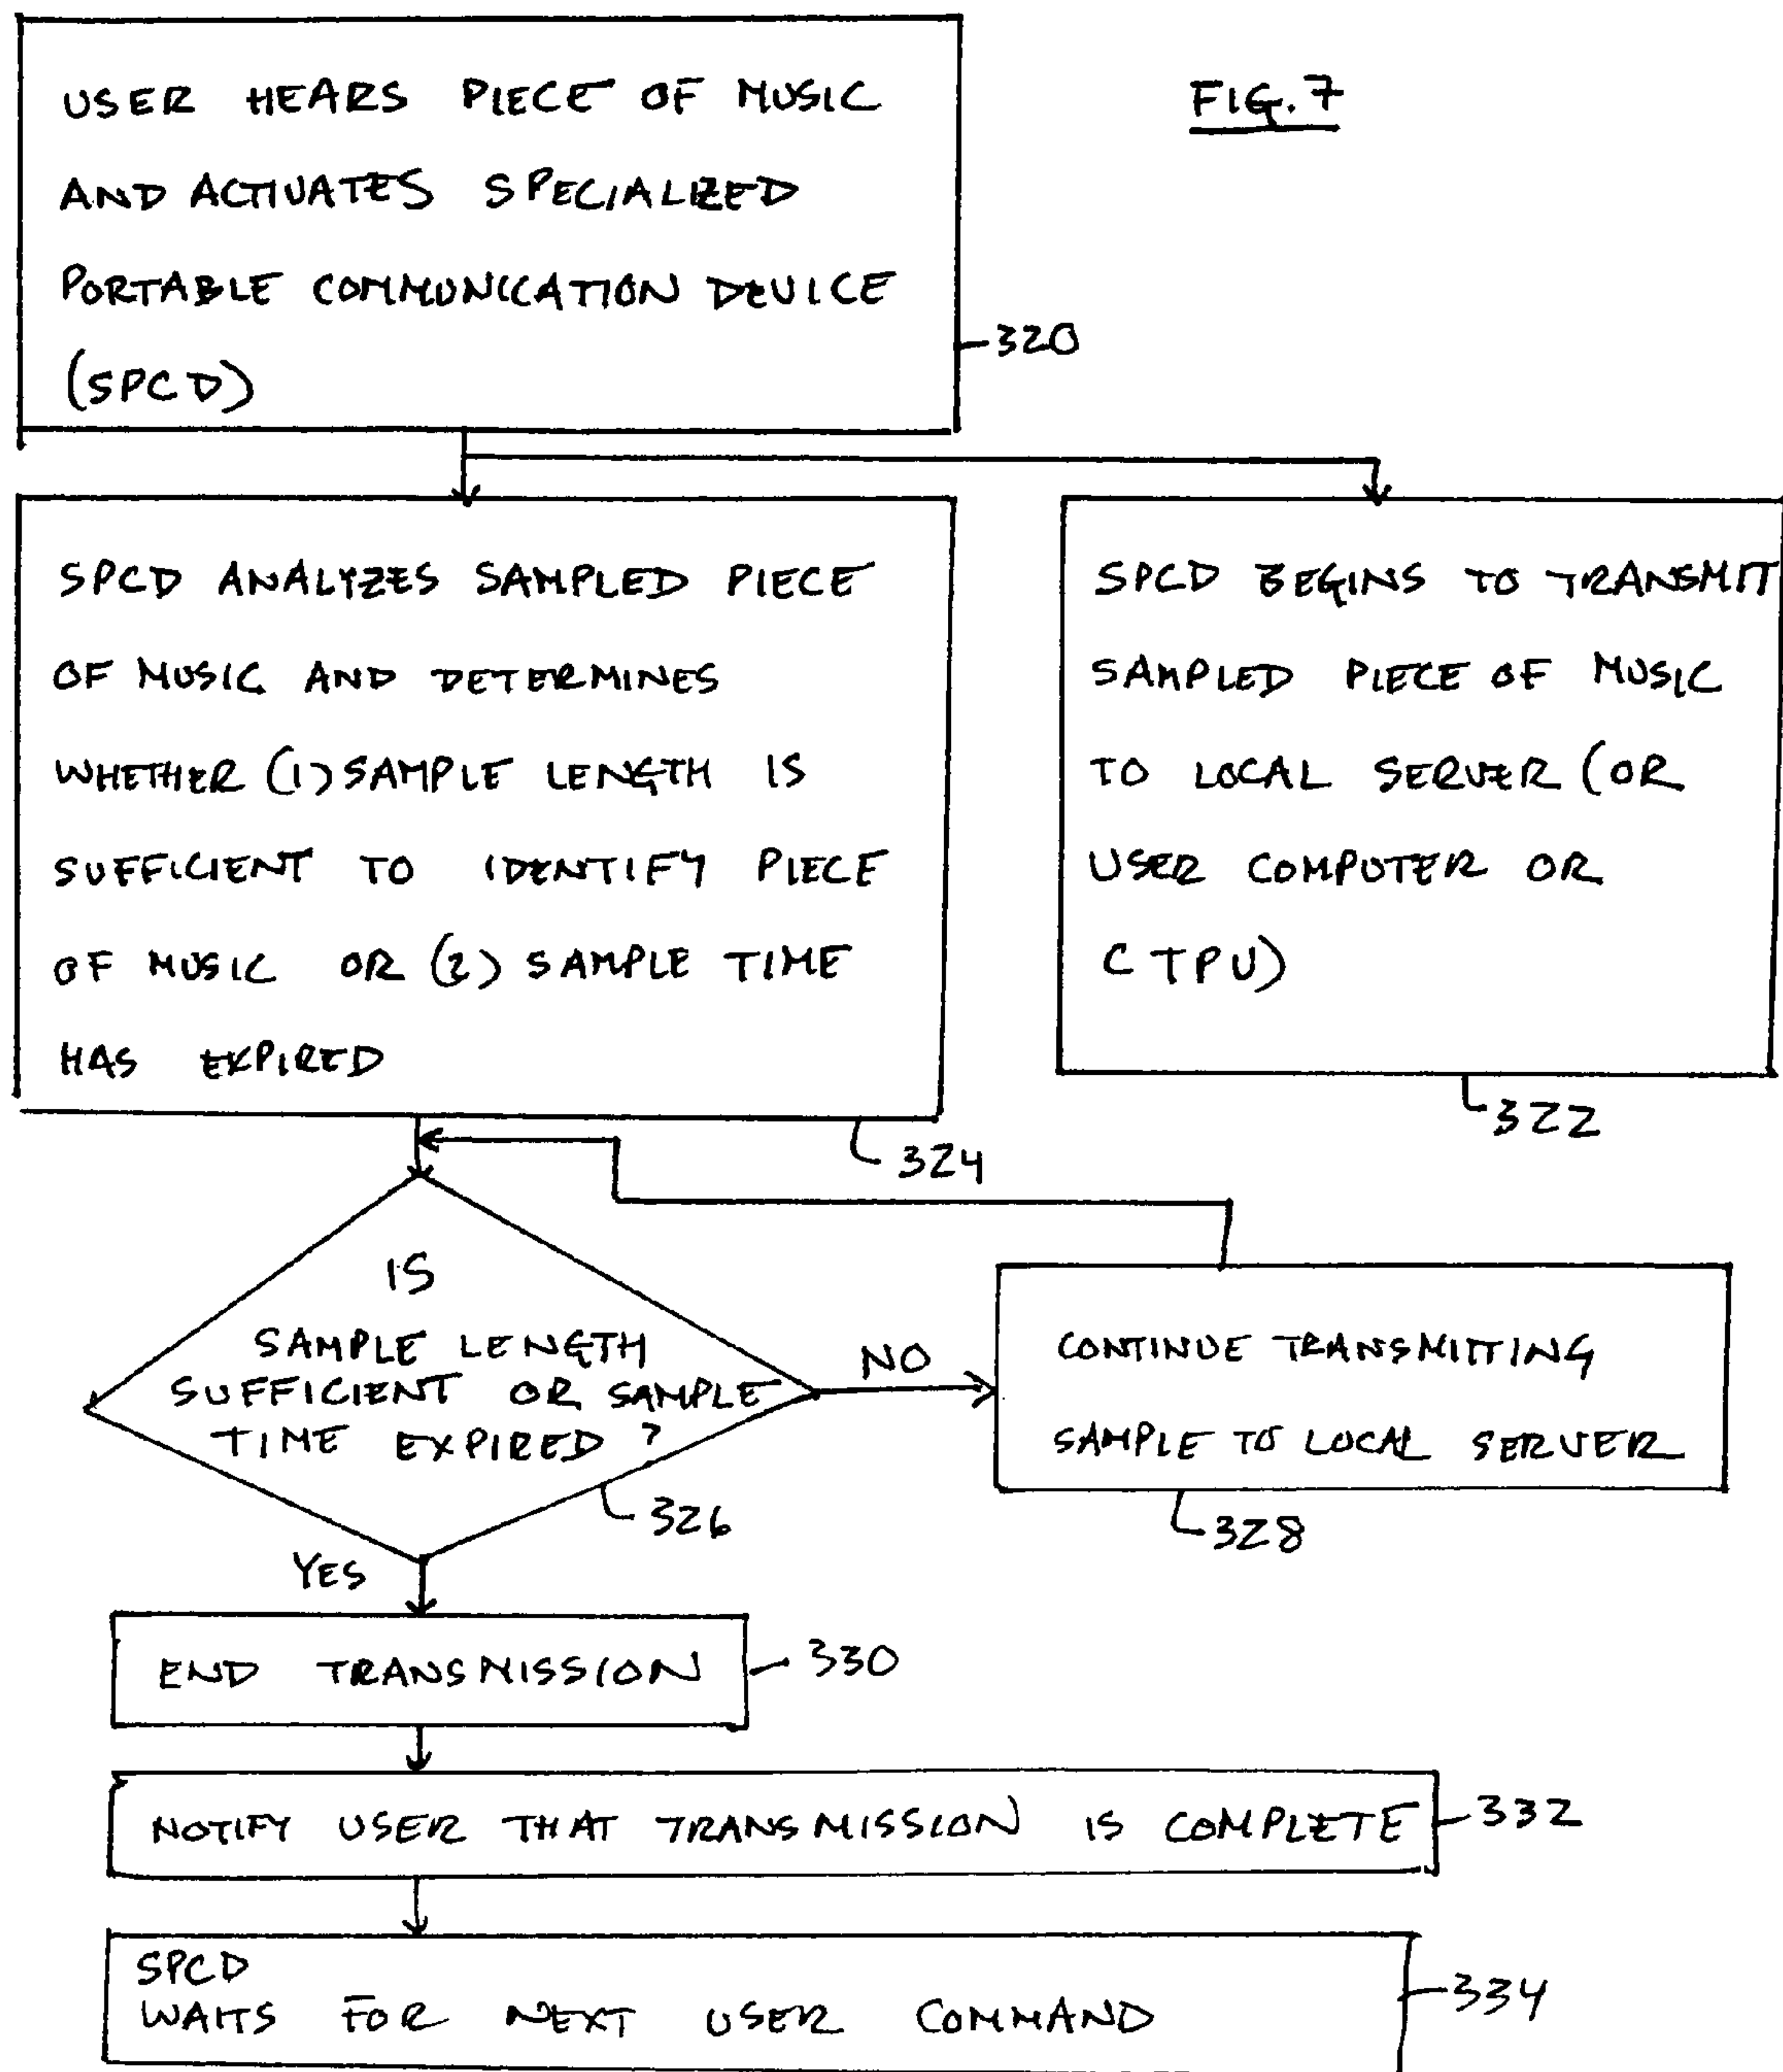 FIG. 7
USER HEARS PIECE OF MUSIC
AND ACTIVATES SPECIALIZED
PORTABLE COMMUNICATION DEVICE
(SPCD)
320
SPCD ANALYZES SAMPLED PIECE
OF MUSIC AND DETERMINES
WHETHER (1) SAMPLE LENGTH IS
SUFFICIENT TO IDENTIFY PIECE
OF MUSIC OR (2) SAMPLE TIME
HAS EXPIRED
324
SPCD BEGINS TO TRANSMIT
SAMPLED PIECE OF MUSIC
TO LOCAL SERVER (OR
USER COMPUTER OR
CTPU)
322
IS
SAMPLE LENGTH
SUFFICIENT OR SAMPLE
TIME EXPIRED?
326
NO
CONTINUE TRANSMITTING
SAMPLE TO LOCAL SERVER
328
YES
END TRANSMISSION
330
NOTIFY USER THAT TRANSMISSION IS COMPLETE
332
SPCD
WAITS FOR NEXT USER COMMAND
334